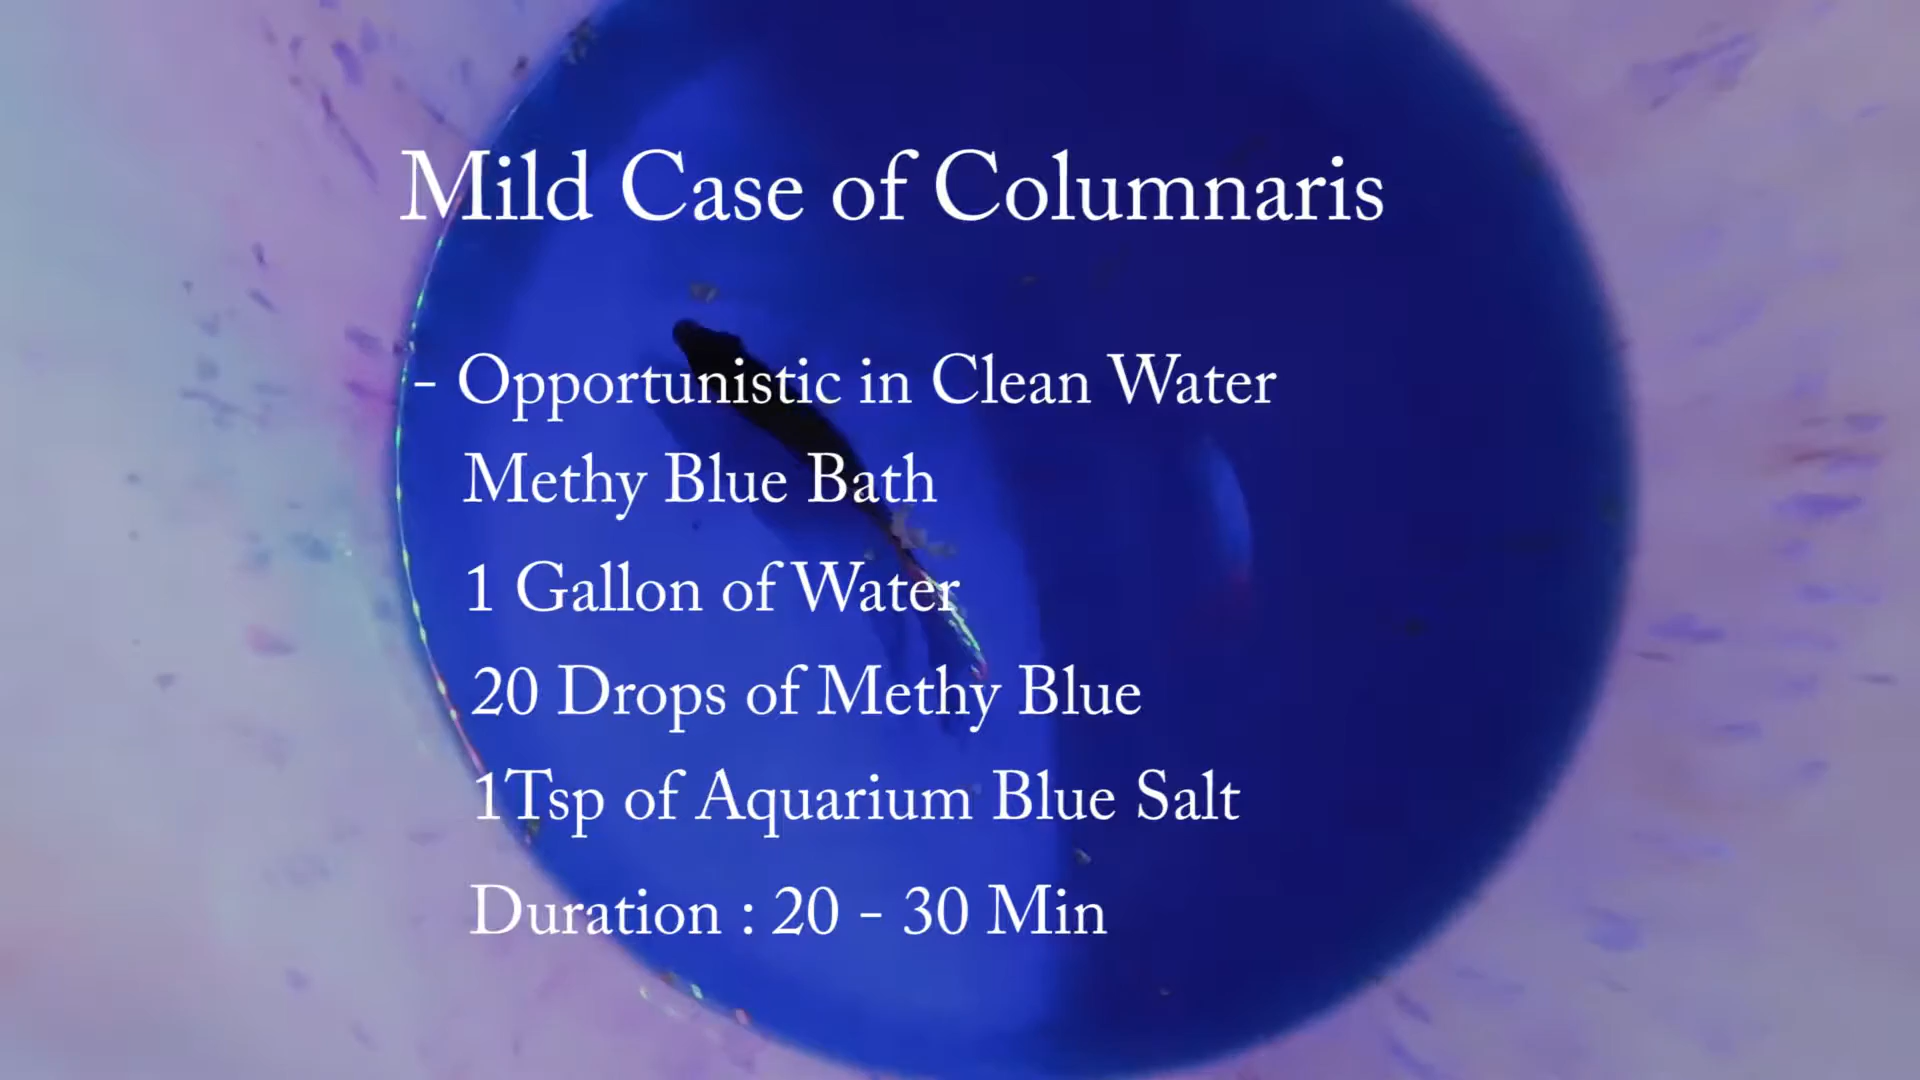 Mild Case of Columnaris
- Opportunistic in Clean Water
Methy Blue Bath
1 Gallon of Water
20 Drops of Methy Blue
1Tsp of Aquarium Blue Salt
Duration : 20 - 30 Min